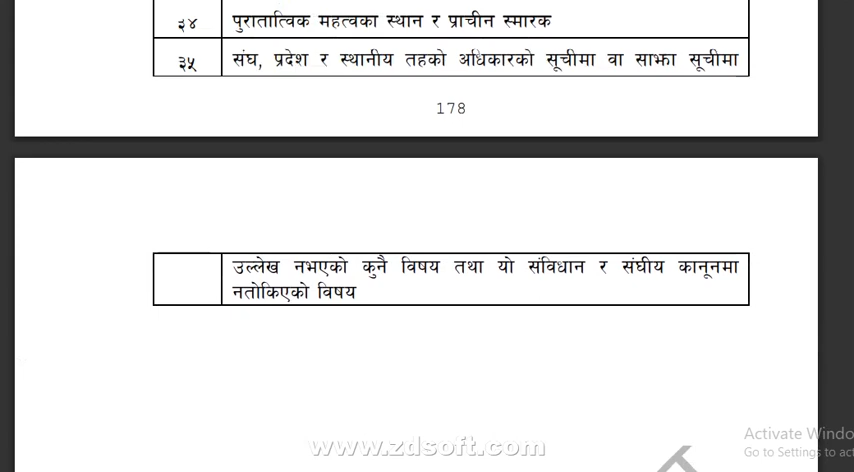 ३४ पुरातात्विक महत्वका स्थान र प्राचीन स्मारक
३५ संघ, प्रदेश र स्थानीय तहको अधिकारको सूचीमा वा साझा सूचीमा
178
उल्लेख नभएको कुनै विषय तथा यो संविधान र संघीय कानूनमा
नतोकिएको विषय
Activate Windo
Go to Settings to act
www.zdsoft.com